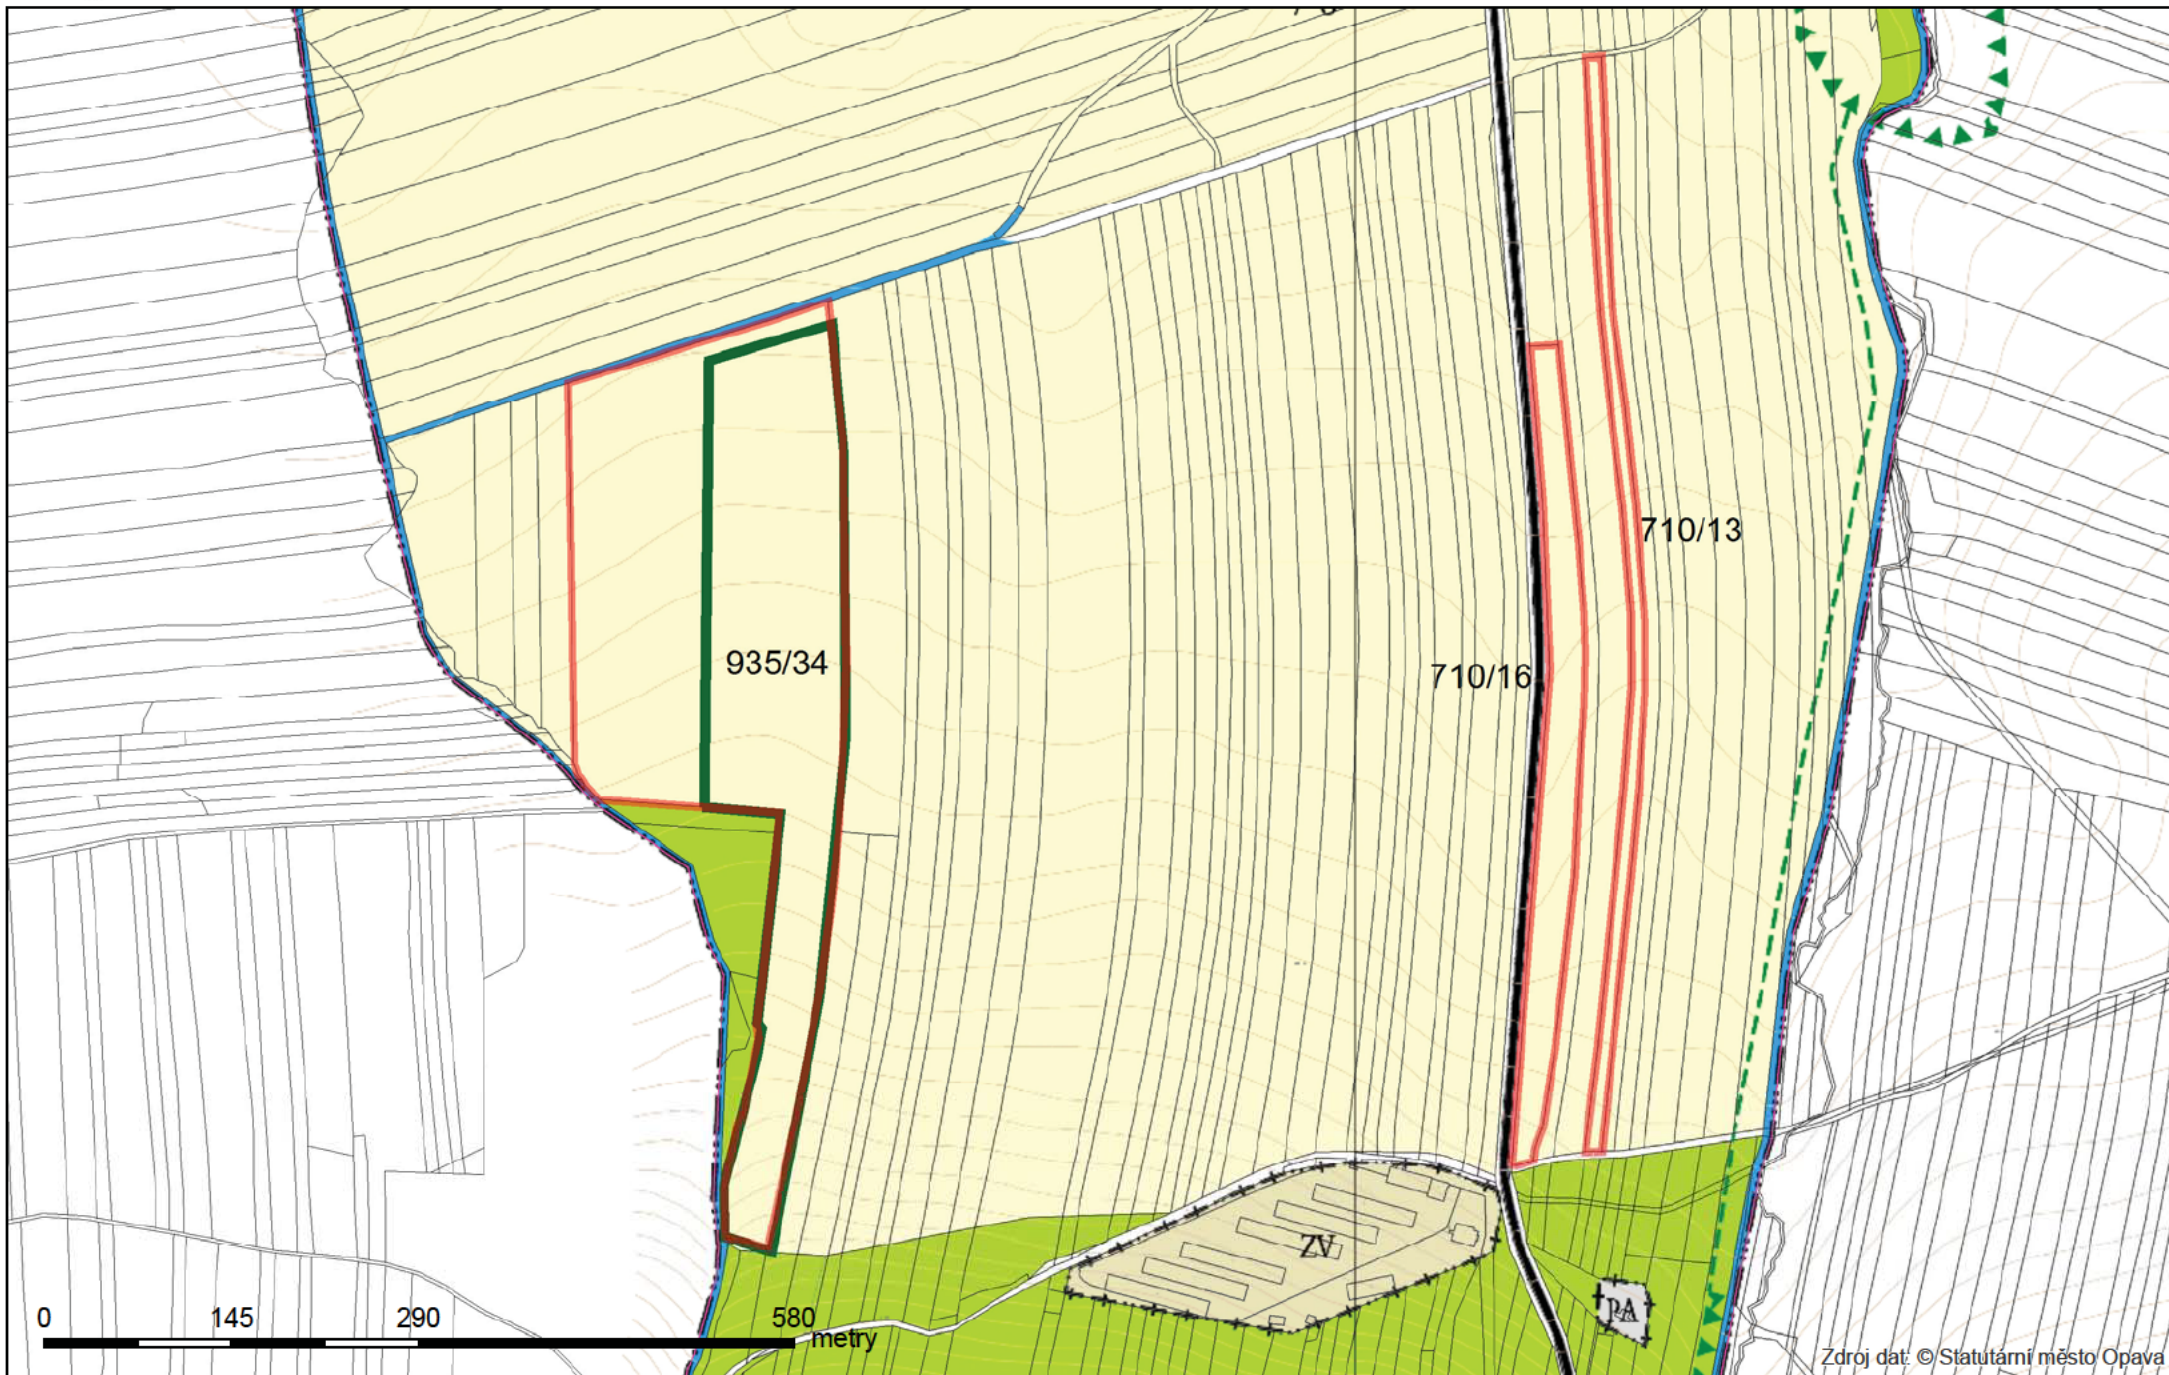 710/13
935/34
710/16
ZV
PA
0 145 290 580
metry
Zdroj dat: © Statutární město Opava